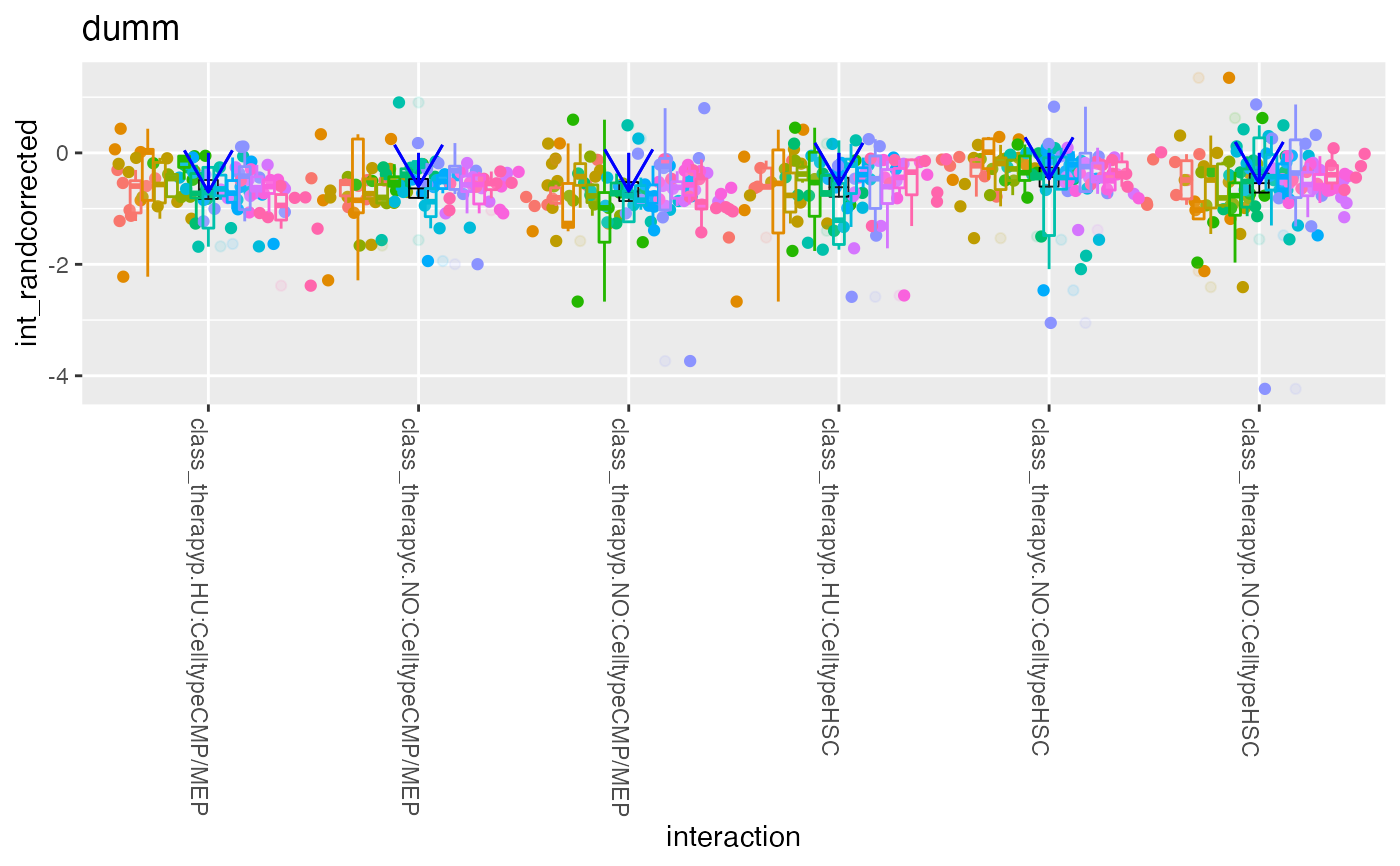 dumm
int_randcorrected
0
-2
-4
class_therapyp.HU:CelltypeCMP/MEP
class_therapyc.NO:CelltypeCMP/MEP
class_therapyp.NO:CelltypeCMP/MEP
class_therapyp.HU:CelltypeHSC
class_therapyc.NO:CelltypeHSC
class_therapyp.NO:CelltypeHSC
interaction